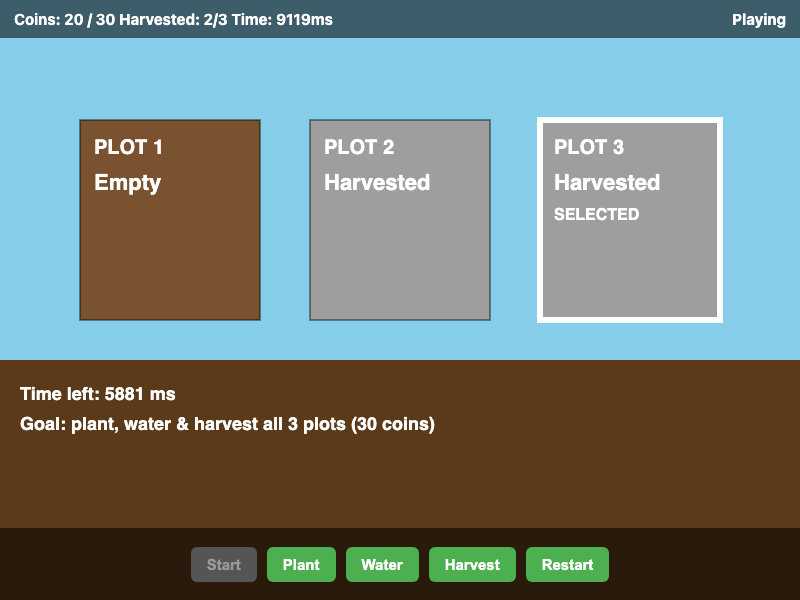 Coins: 20 / 30 Harvested: 2/3 Time: 9119ms
Playing
PLOT 1
Empty
PLOT 2
Harvested
PLOT 3
Harvested
SELECTED
Time left: 5881 ms
Goal: plant, water & harvest all 3 plots (30 coins)
Start
Plant
Water
Harvest
Restart